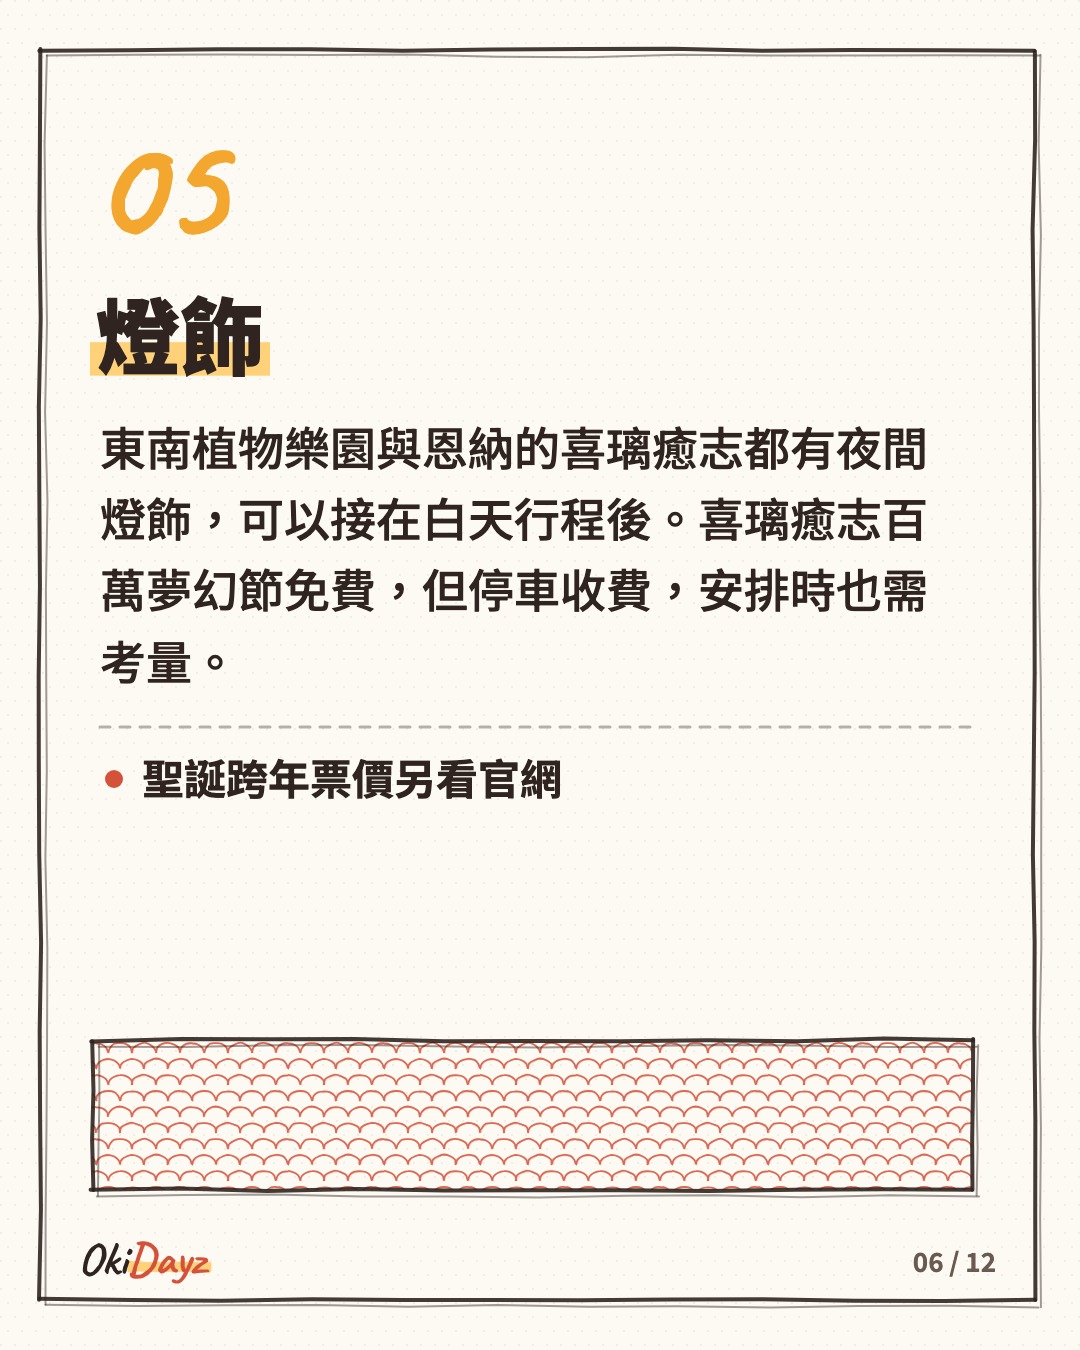 05
燈飾
東南植物樂園與恩納的喜璃癒志都有夜間
燈飾，可以接在白天行程後。喜璃癒志百
萬夢幻節免費，但停車收費，安排時也需
考量。
聖誕跨年票價另看官網
OkiDayz
06 / 12